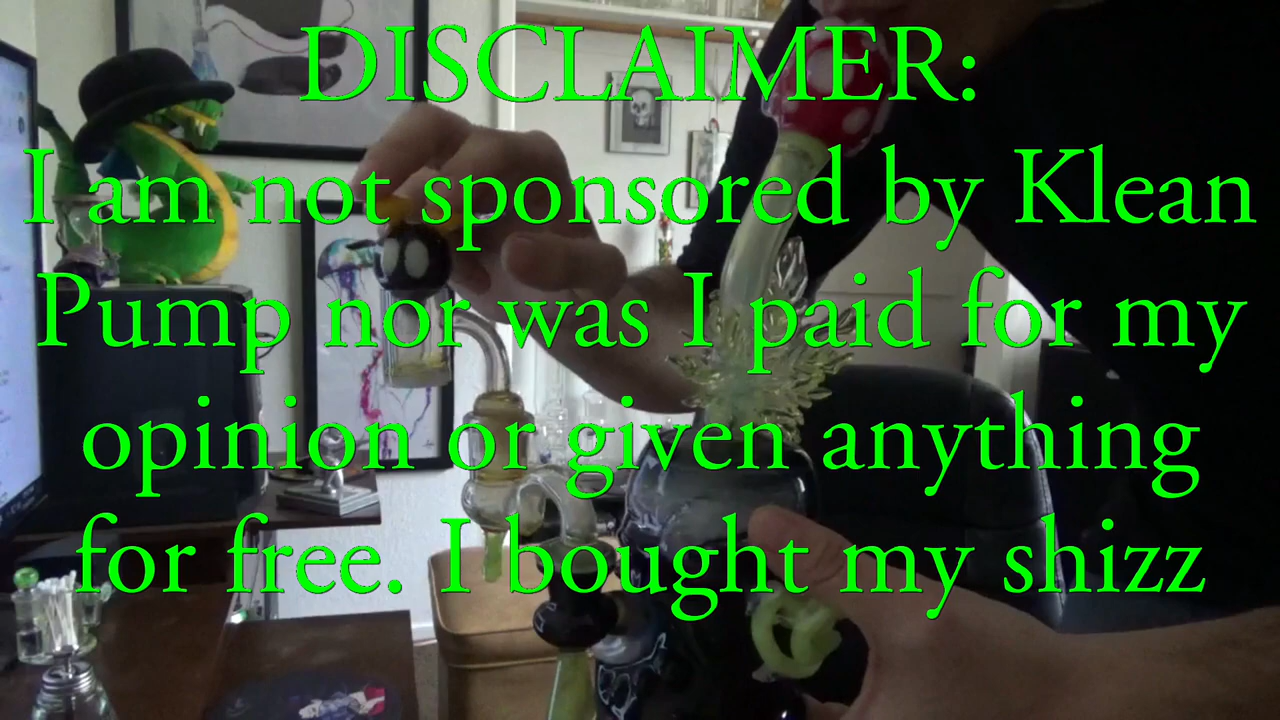 DISCLAIMER:
I am not sponsored by Klean
Pump nor was I paid for my
opinion or given anything
for free. I bought my shizz